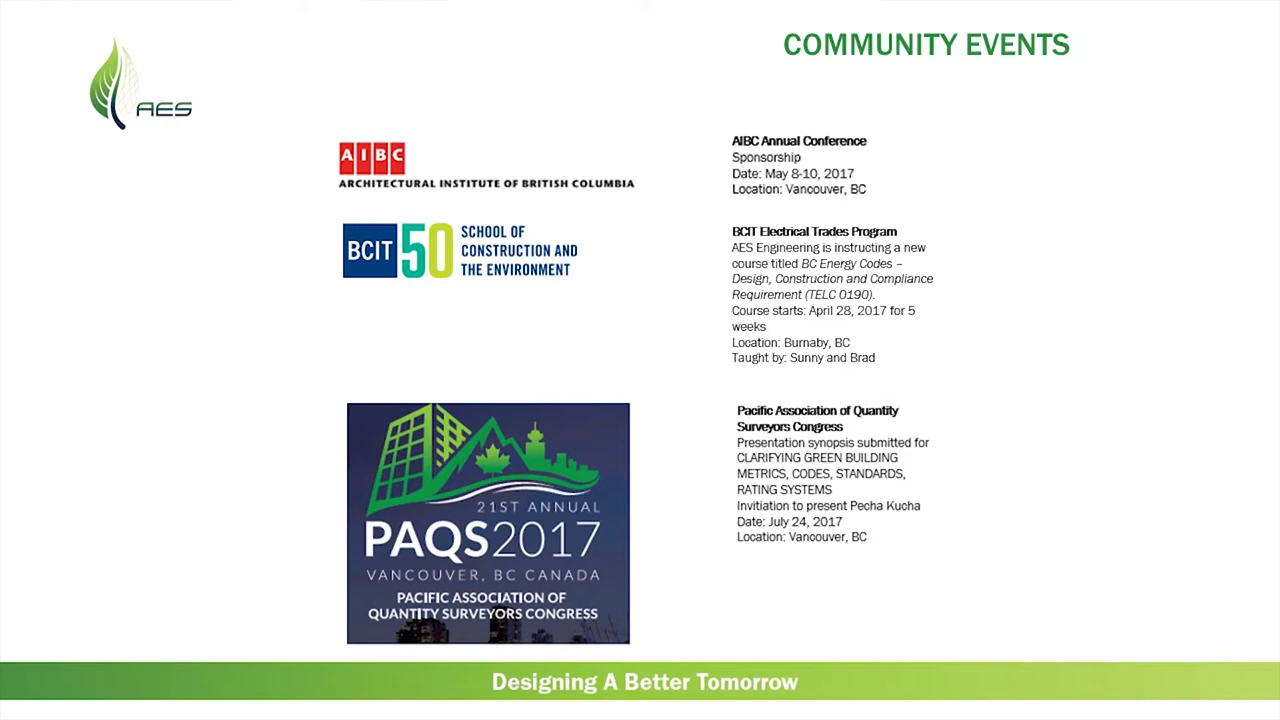 COMMUNITY EVENTS
AES
AIBC
ARCHITECTURAL INSTITUTE OF BRITISH COLUMBIA
AIBC Annual Conference
Sponsorship
Date: May 8-10, 2017
Location: Vancouver, BC
BCIT 50 SCHOOL OF
CONSTRUCTION AND
THE ENVIRONMENT
BCIT Electrical Trades Program
AES Engineering is instructing a new
course titled BC Energy Codes –
Design, Construction and Compliance
Requirement (TELC 0190).
Course starts: April 28, 2017 for 5
weeks
Location: Burnaby, BC
Taught by: Sunny and Brad
21ST ANNUAL
PAQS2017
VANCOUVER, BC CANADA
PACIFIC ASSOCIATION OF
QUANTITY SURVEYORS CONGRESS
Pacific Association of Quantity
Surveyors Congress
Presentation synopsis submitted for
CLARIFYING GREEN BUILDING
METRICS, CODES, STANDARDS,
RATING SYSTEMS
Invitiation to present Pecha Kucha
Date: July 24, 2017
Location: Vancouver, BC
Designing A Better Tomorrow